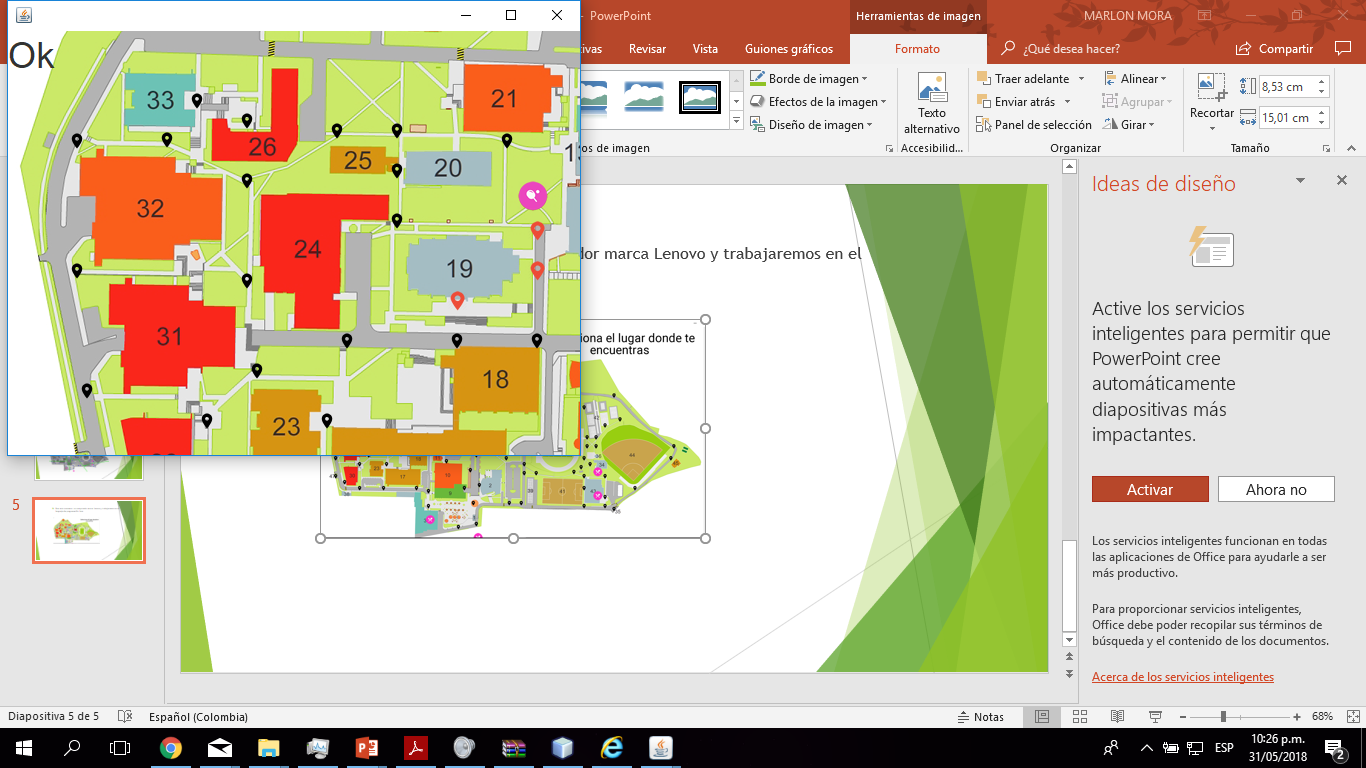 Ok
PowerPoint
Herramientas de imagen
MARLON MORA
Revisar
Vista
Guiones gráficos
Formato
¿Qué desea hacer?
Compartir
Borde de imagen
Efectos de la imagen
Diseño de imagen
Texto
alternativo
Accesibilid...
Traer adelante
Enviar atrás
Panel de selección
Alinear
Agrupar
Girar
Organizar
Recortar
8,53 cm
15,01 cm
Tamaño
33
26
21
25
20
32
24
19
31
18
23
dor marca Lenovo y trabajaremos en el
iona el lugar donde te
encuentras
5
Ideas de diseño
Active los servicios
inteligentes para permitir que
PowerPoint cree
automáticamente
diapositivas más
impactantes.
Activar
Ahora no
Los servicios inteligentes funcionan en todas
las aplicaciones de Office para ayudarle a ser
más productivo.
Para proporcionar servicios inteligentes,
Office debe poder recopilar sus términos de
búsqueda y el contenido de los documentos.
Acerca de los servicios inteligentes
Diapositiva 5 de 5
Español (Colombia)
Notas
68%
ESP
10:26 p.m.
31/05/2018
2